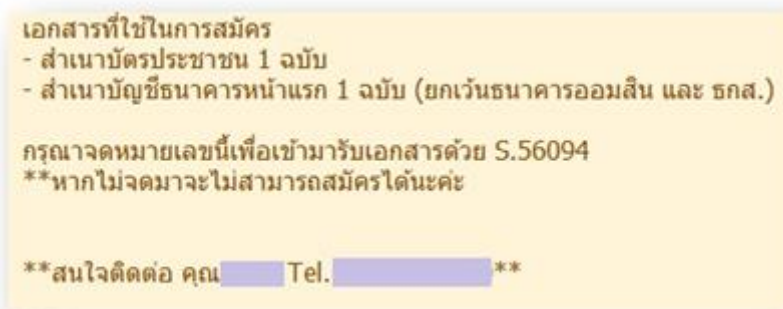 เอกสารที่ใช้ในการสมัคร
- สำเนาบัตรประชาชน 1 ฉบับ
- สำเนาบัญชีธนาคารหน้าแรก 1 ฉบับ (ยกเว้นธนาคารออมสิน และ ธกส.)
กรุณาจดหมายเลขนี้เพื่อเข้ามารับเอกสารด้วย S.56094
**หากไม่จดมาจะไม่สามารถสมัครได้นะค่ะ
**สนใจติดต่อ คุณ Tel. **